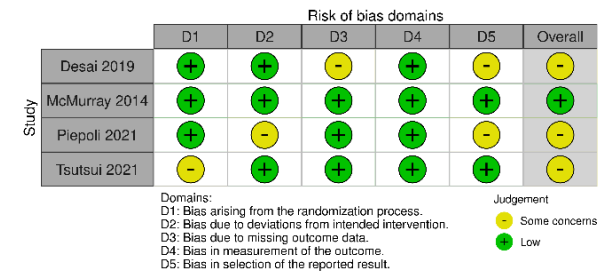 Risk of bias domains
D1 D2 D3 D4 D5 Overall
Study
Desai 2019 + + - + - -
McMurray 2014 + + + + + +
Piepoli 2021 + - + + - -
Tsutsui 2021 - + + + + -
Domains:
D1: Bias arising from the randomization process.
D2: Bias due to deviations from intended intervention.
D3: Bias due to missing outcome data.
D4: Bias in measurement of the outcome.
D5: Bias in selection of the reported result.
Judgement
- Some concerns
+ Low